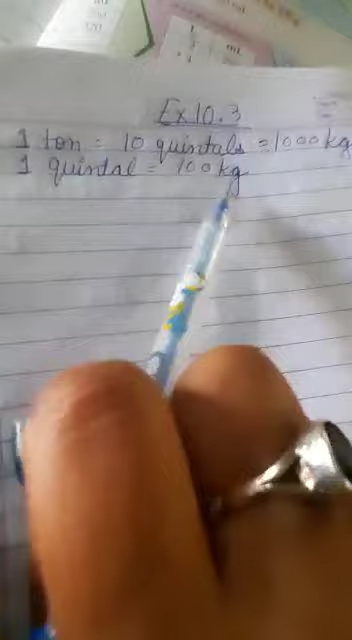 Ex 10.3
1 ton = 10 quintals = 1000 kg
1 quintal = 100 kg